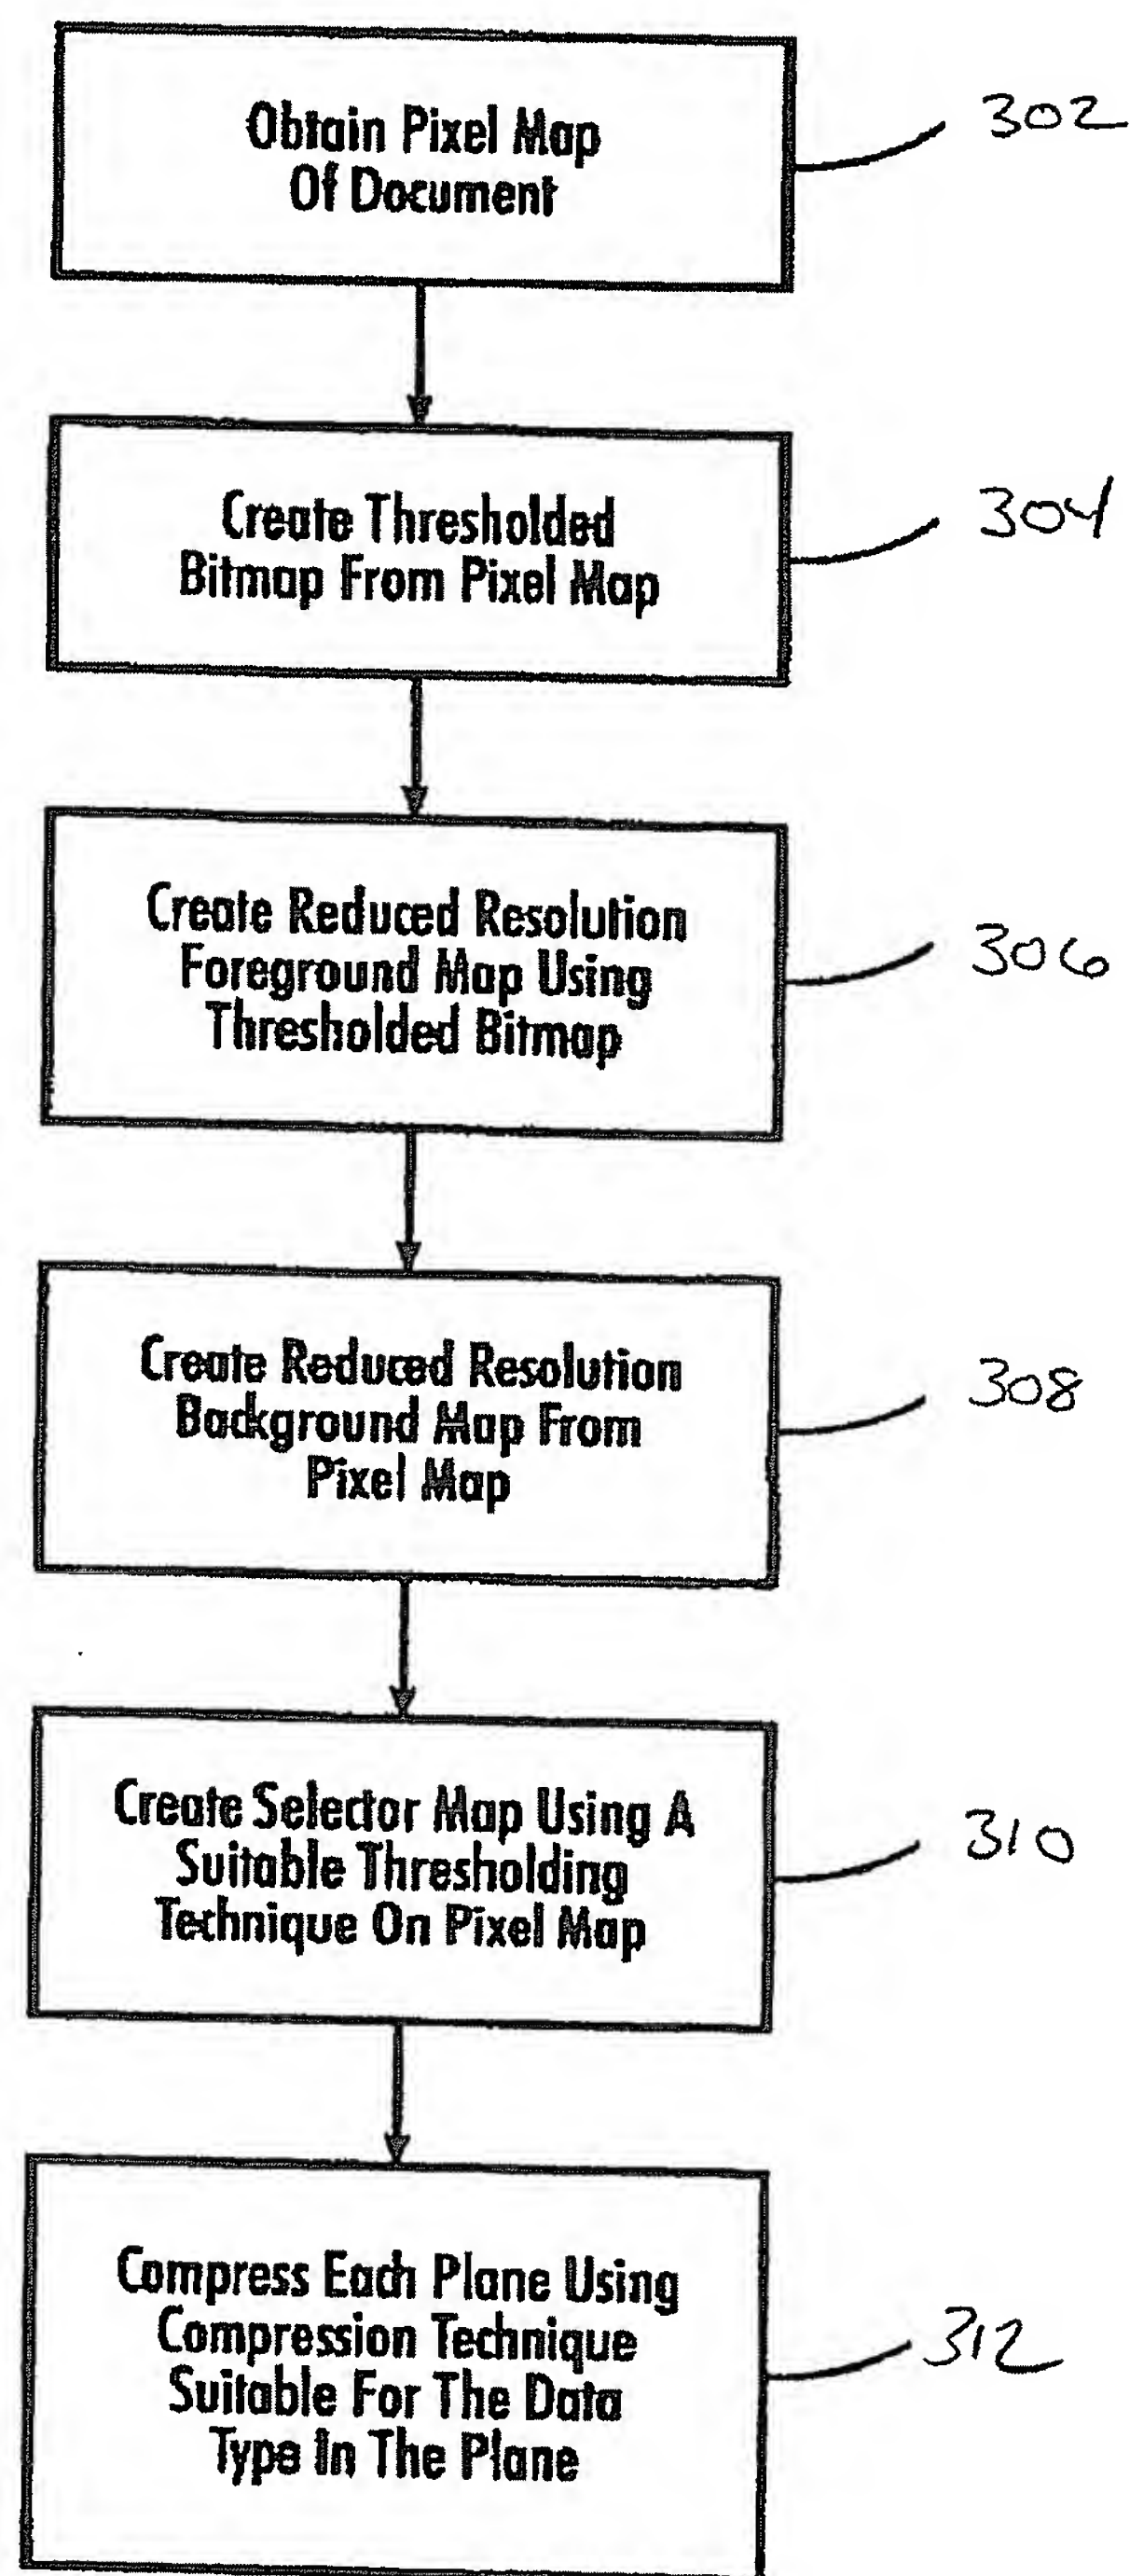 Obtain Pixel Map
Of Document
302
Create Thresholded
Bitmap From Pixel Map
304
Create Reduced Resolution
Foreground Map Using
Thresholded Bitmap
306
Create Reduced Resolution
Background Map From
Pixel Map
308
Create Selector Map Using A
Suitable Thresholding
Technique On Pixel Map
310
Compress Each Plane Using
Compression Technique
Suitable For The Data
Type In The Plane
312